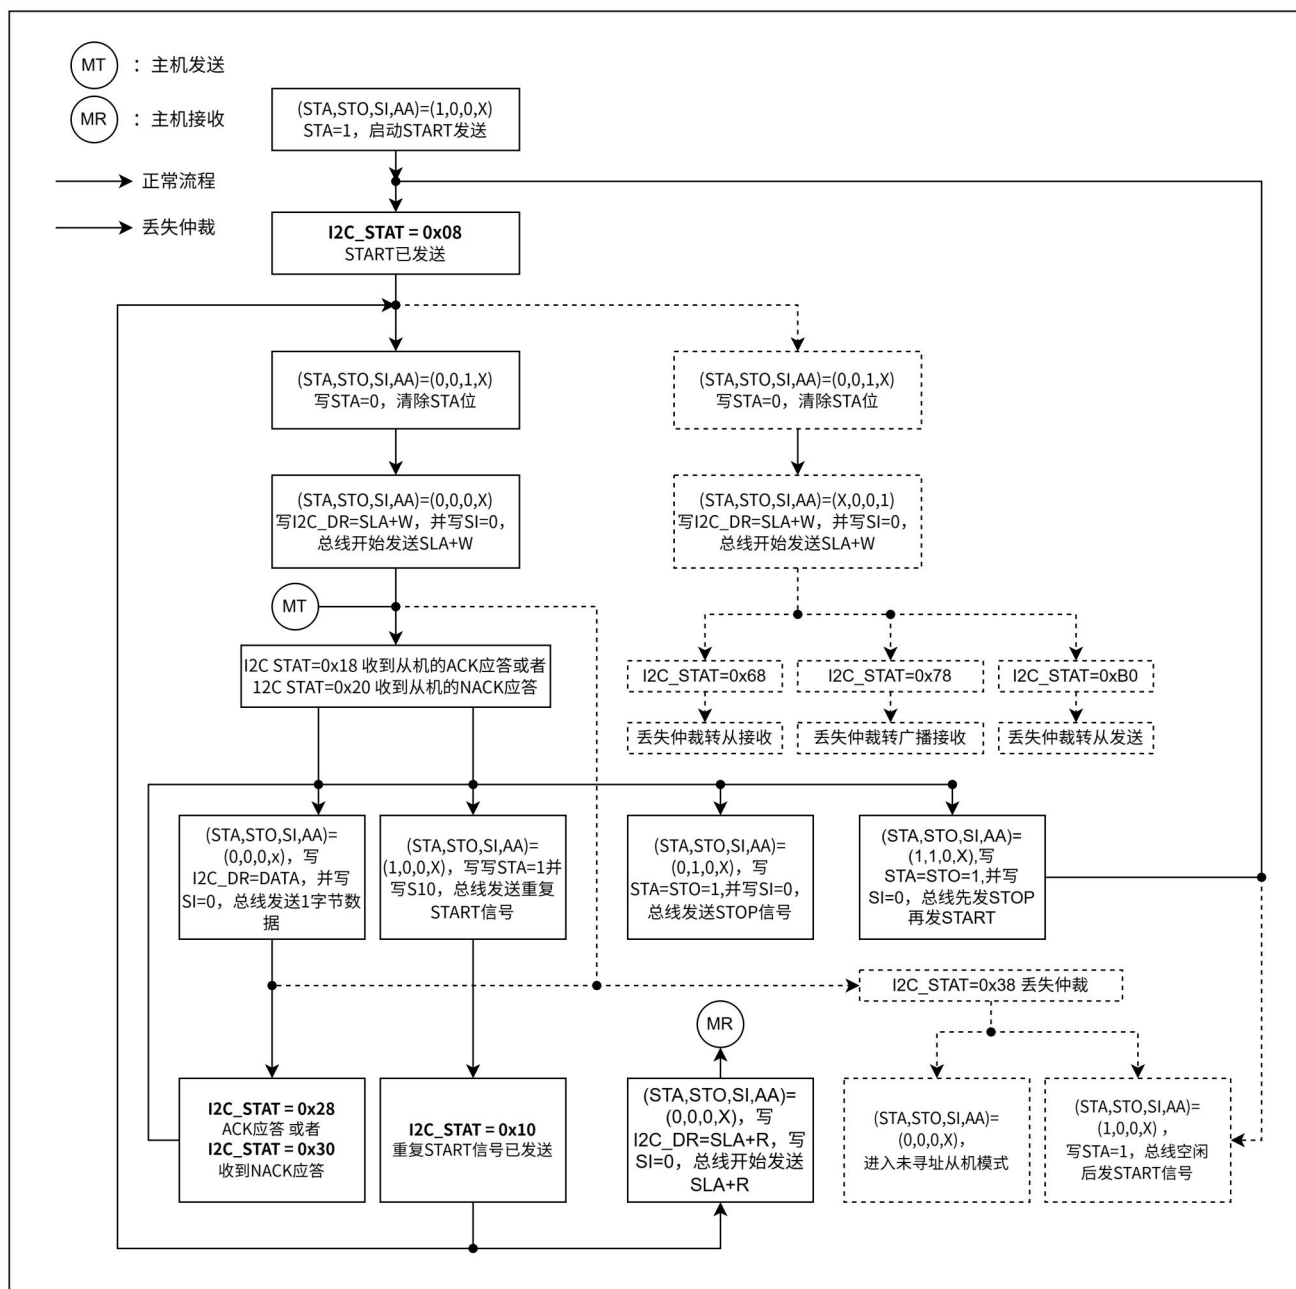 MT : 主机发送
MR : 主机接收
正常流程
丢失仲裁
(STA,STO,SI,AA)=(1,0,0,X)
STA=1，启动START发送
I2C_STAT = 0x08
START已发送
(STA,STO,SI,AA)=(0,0,1,X)
写STA=0，清除STA位
(STA,STO,SI,AA)=(0,0,1,X)
写STA=0，清除STA位
(STA,STO,SI,AA)=(0,0,0,X)
写I2C_DR=SLA+W，并写SI=0，
总线开始发送SLA+W
(STA,STO,SI,AA)=(X,0,0,1)
写I2C_DR=SLA+W，并写SI=0，
总线开始发送SLA+W
MT
I2C STAT=0x18 收到从机的ACK应答或者
12C STAT=0x20 收到从机的NACK应答
I2C_STAT=0x68
I2C_STAT=0x78
I2C_STAT=0xB0
丢失仲裁转从接收
丢失仲裁转广播接收
丢失仲裁转从发送
(STA,STO,SI,AA)=
(0,0,0,x)，写
I2C_DR=DATA，并写
SI=0，总线发送1字节数
据
(STA,STO,SI,AA)=
(1,0,0,X)，写写STA=1并
写S10，总线发送重复
START信号
(STA,STO,SI,AA)=
(0,1,0,X)，写
STA=STO=1,并写SI=0，
总线发送STOP信号
(STA,STO,SI,AA)=
(1,1,0,X),写
STA=STO=1,并写
SI=0，总线先发STOP
再发START
I2C_STAT=0x38 丢失仲裁
MR
I2C_STAT = 0x28
ACK应答 或者
I2C_STAT = 0x30
收到NACK应答
I2C_STAT = 0x10
重复START信号已发送
(STA,STO,SI,AA)=
(0,0,0,X)，写
I2C_DR=SLA+R，写
SI=0，总线开始发送
SLA+R
(STA,STO,SI,AA)=
(0,0,0,X)，
进入未寻址从机模式
(STA,STO,SI,AA)=
(1,0,0,X)，
写STA=1，总线空闲
后发START信号